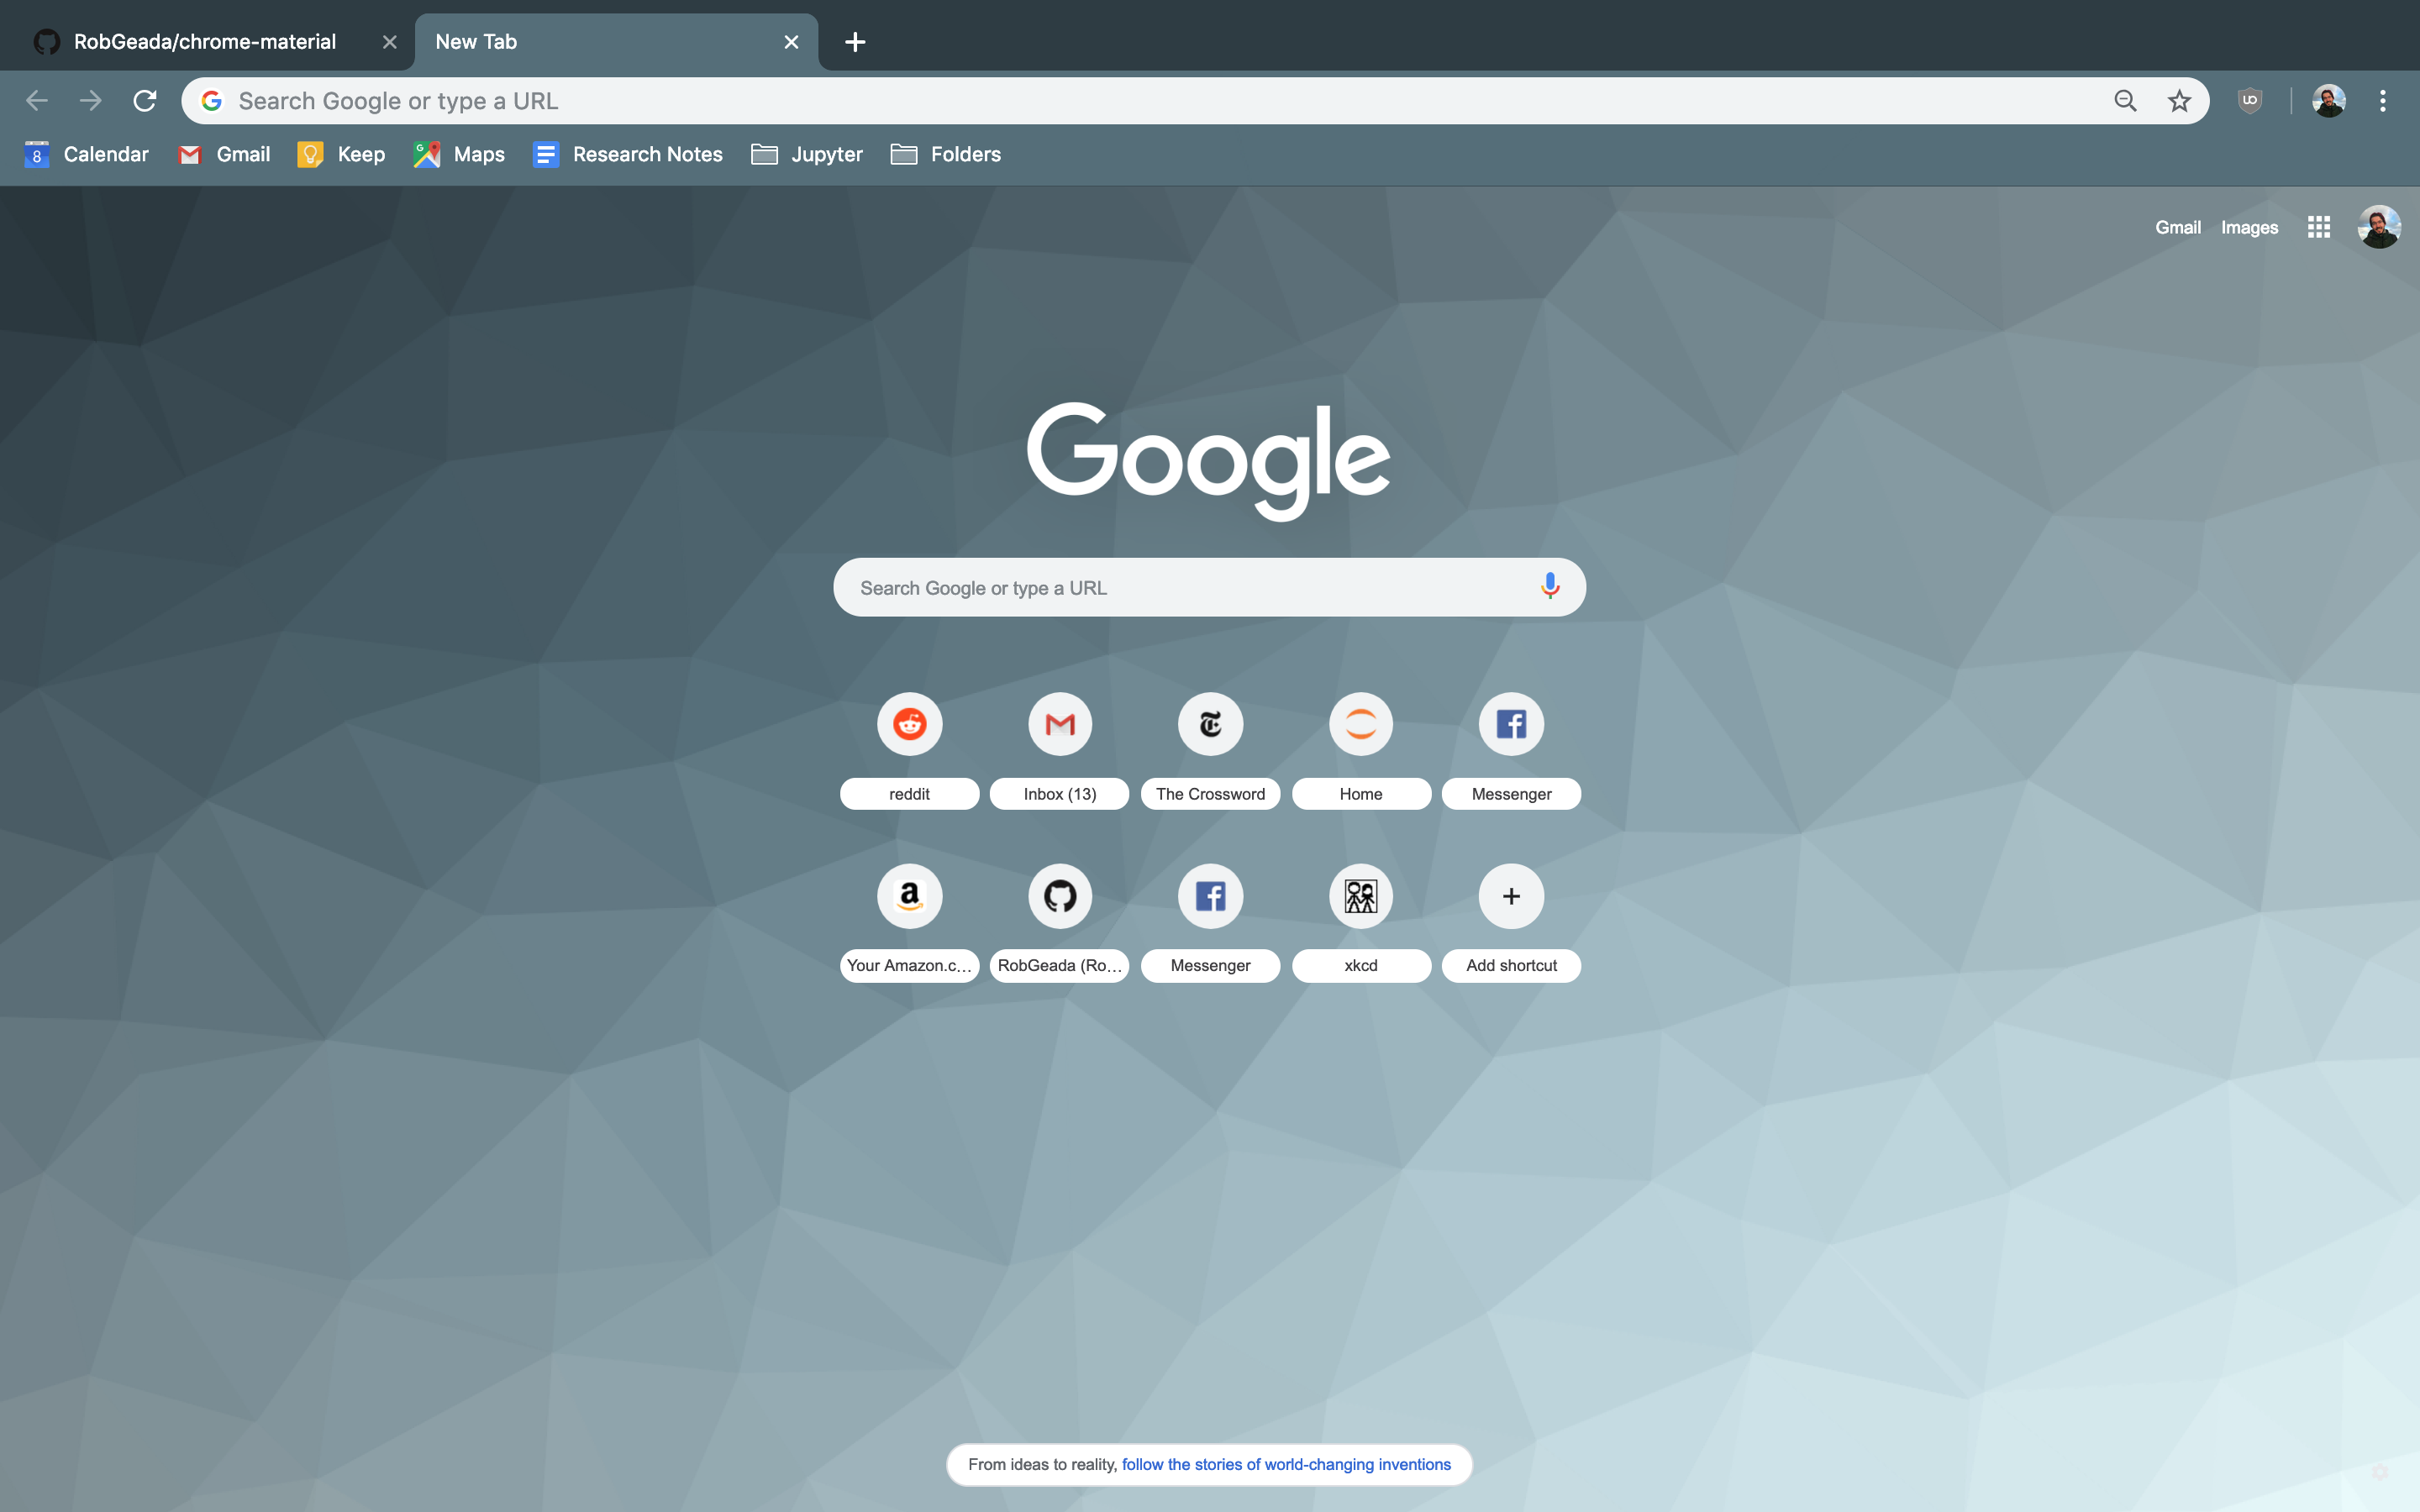 RobGeada/chrome-material
New Tab
Search Google or type a URL
Calendar
Gmail
Keep
Maps
Research Notes
Jupyter
Folders
Gmail
Images
Google
Search Google or type a URL
reddit
Inbox (13)
The Crossword
Home
Messenger
Your Amazon.c...
RobGeada (Ro...
Messenger
xkcd
Add shortcut
From ideas to reality, follow the stories of world-changing inventions